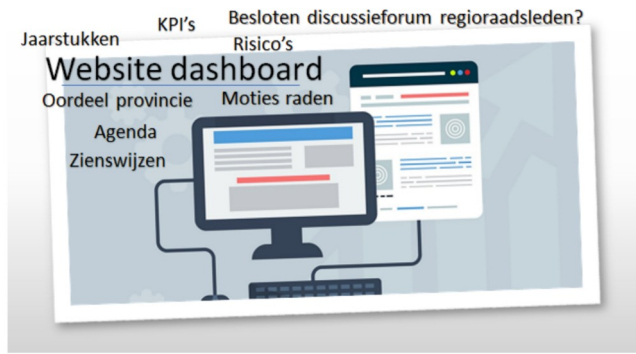 KPI's
Besloten discussieforum regioraadsleden?
Jaarstukken
Risico's
Website dashboard
Oordeel provincie
Moties raden
Agenda
Zienswijzen